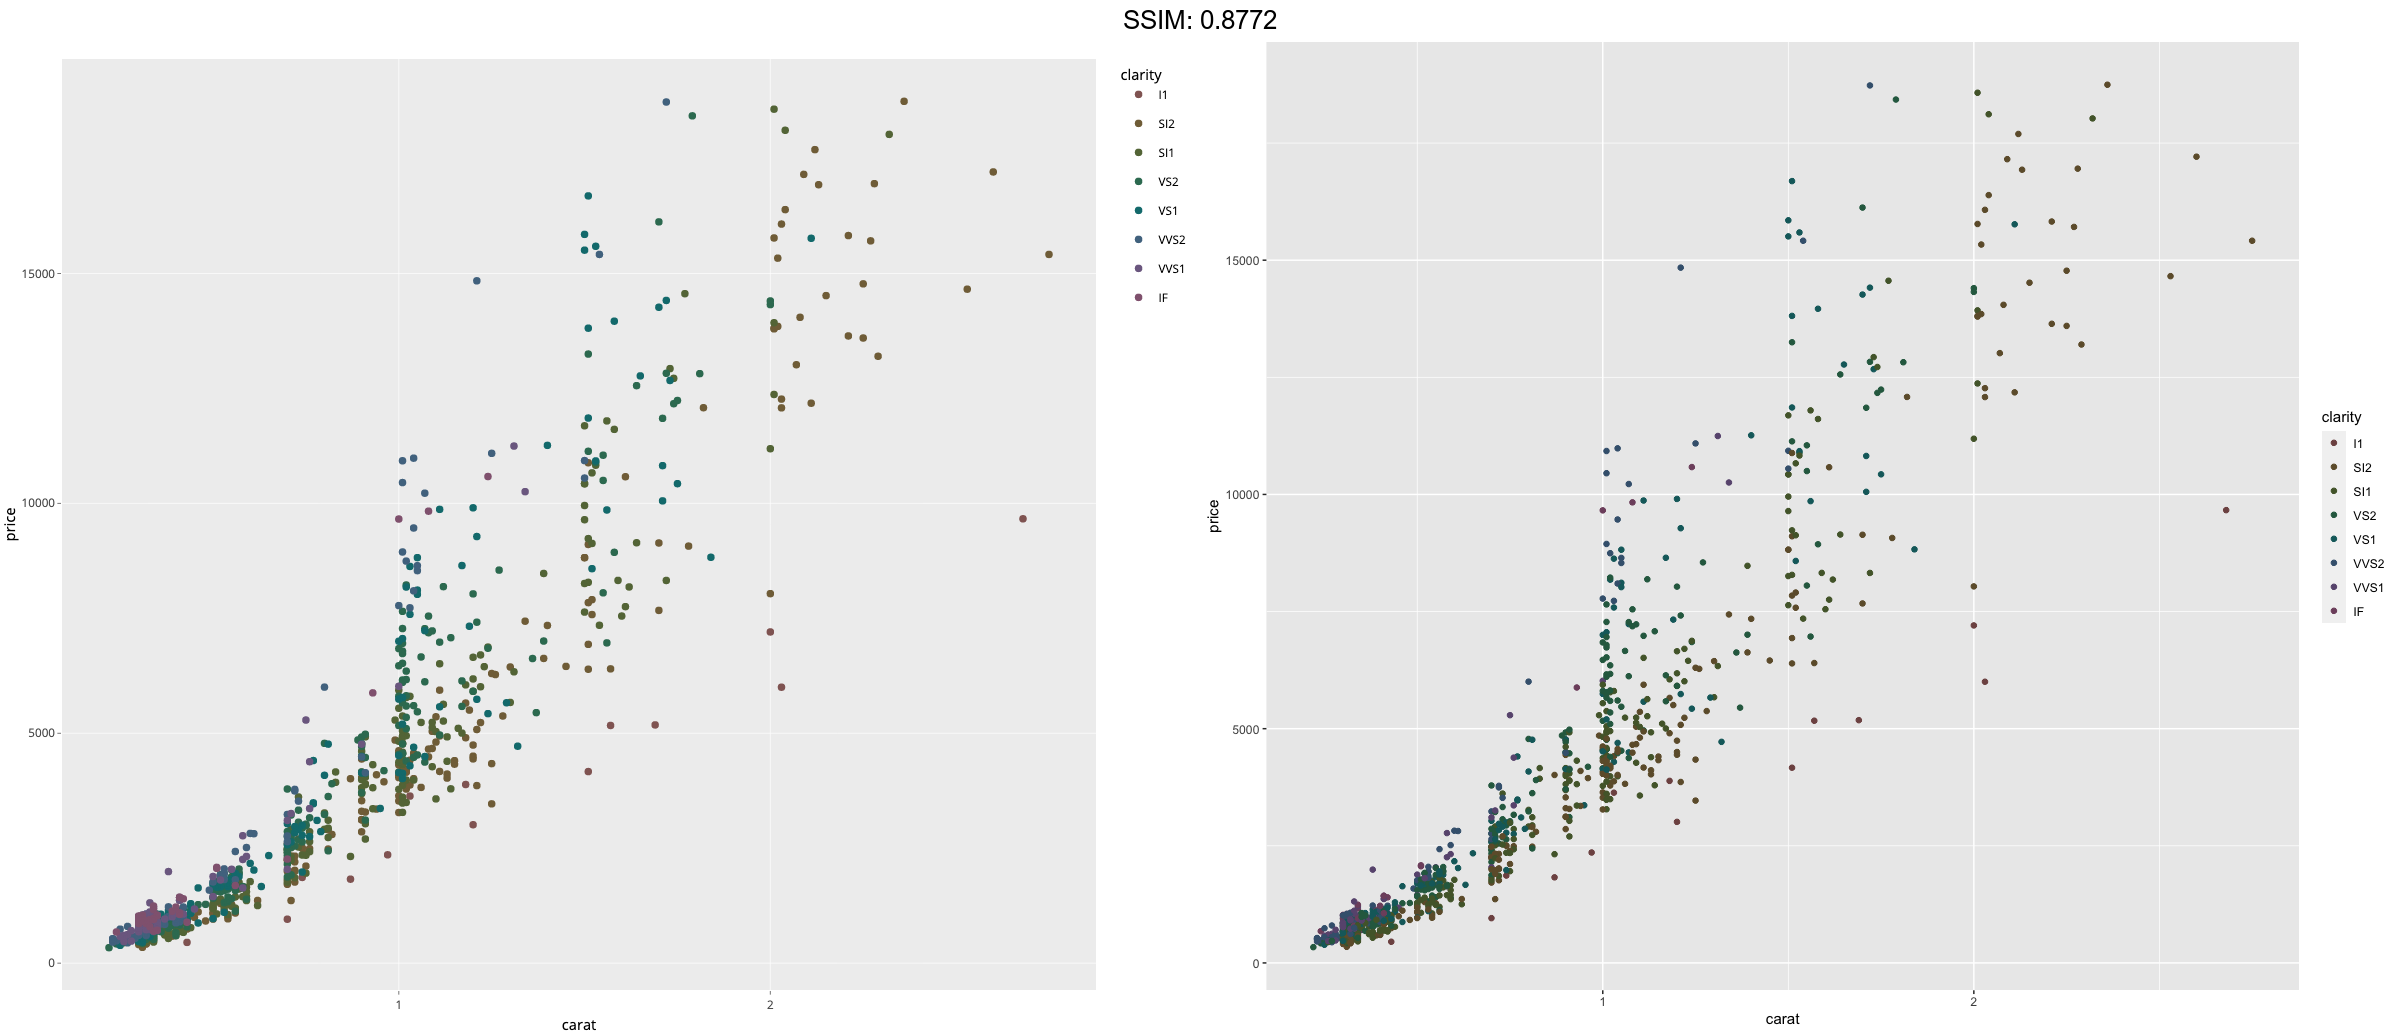 SSIM: 0.8772
price
15000
10000
5000
0
1
2
carat
clarity
I1
SI2
SI1
VS2
VS1
VVS2
VVS1
IF
price
15000
10000
5000
0
1
2
carat
clarity
I1
SI2
SI1
VS2
VS1
VVS2
VVS1
IF